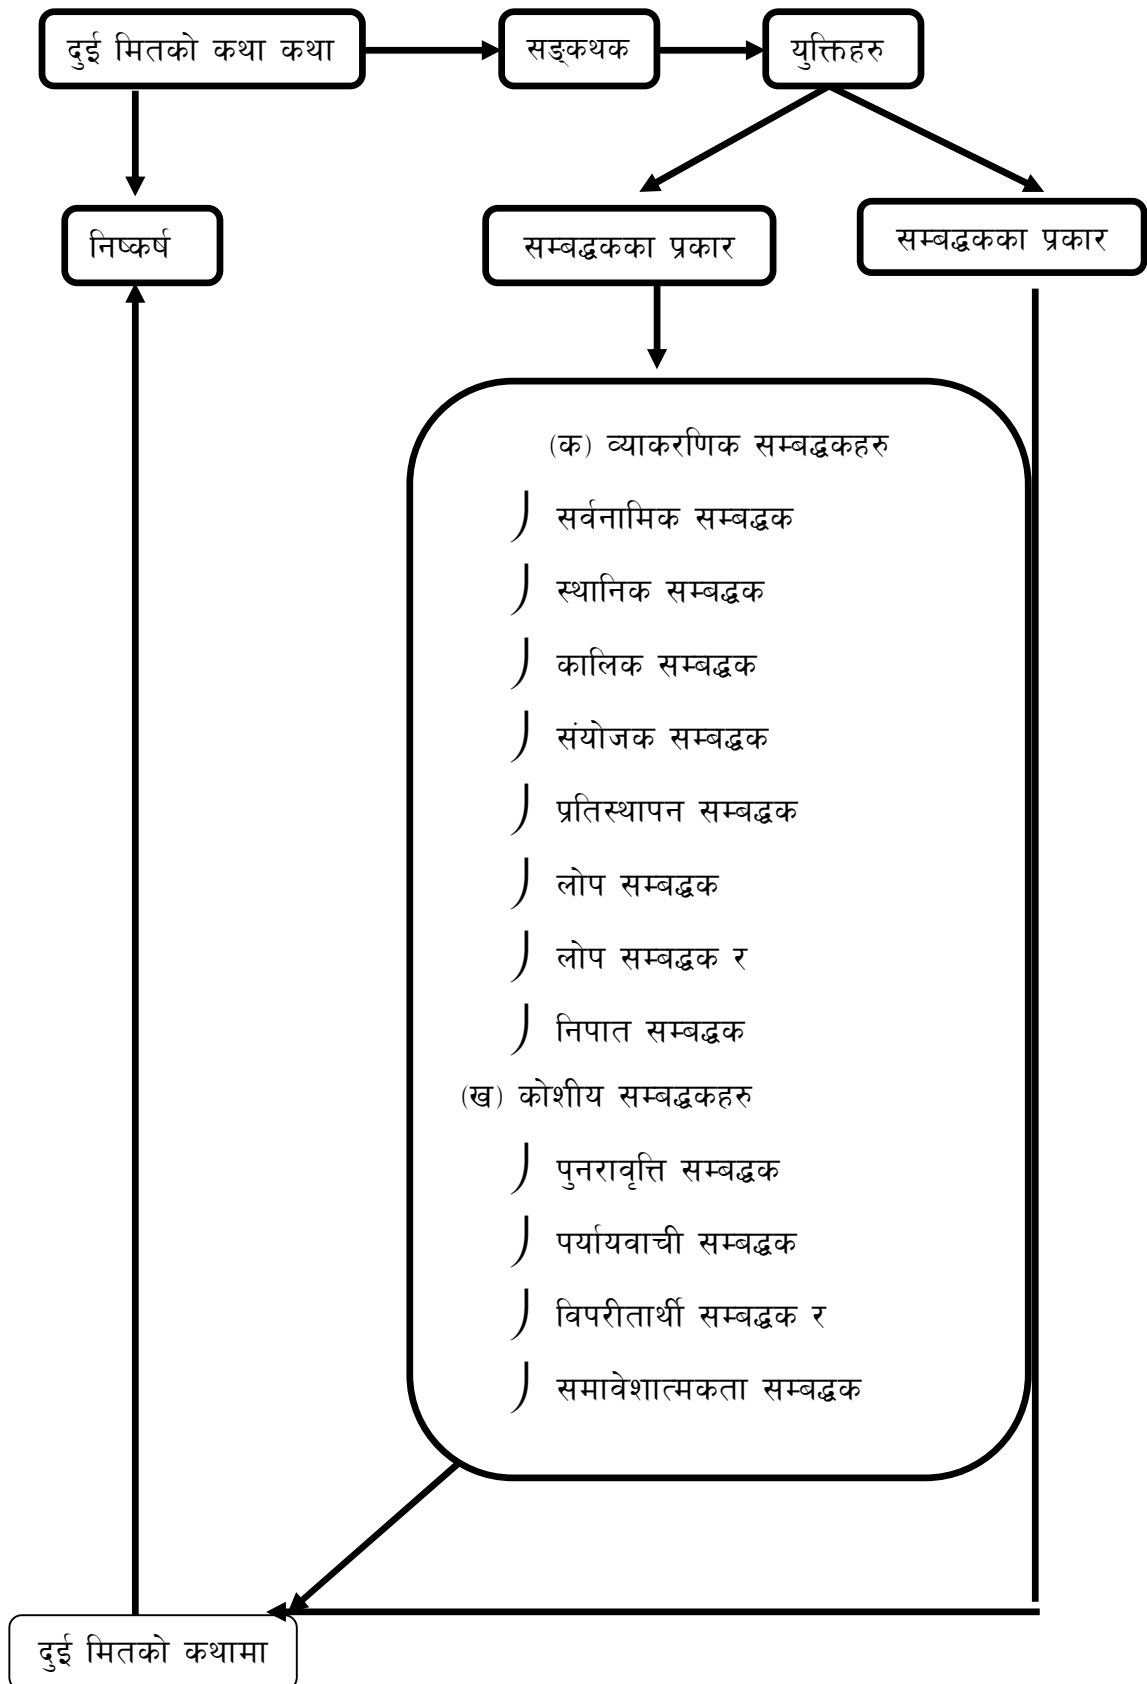 दुई मितको कथा कथा
सङ्कथक
युक्तिहरु
निष्कर्ष
सम्बद्धकका प्रकार
सम्बद्धकका प्रकार
(क) व्याकरणिक सम्बद्धकहरु
सर्वनामिक सम्बद्धक
स्थानिक सम्बद्धक
कालिक सम्बद्धक
संयोजक सम्बद्धक
प्रतिस्थापन सम्बद्धक
लोप सम्बद्धक
लोप सम्बद्धक र
निपात सम्बद्धक
(ख) कोशीय सम्बद्धकहरु
पुनरावृत्ति सम्बद्धक
पर्यायवाची सम्बद्धक
विपरीतार्थी सम्बद्धक र
समावेशात्मकता सम्बद्धक
दुई मितको कथामा